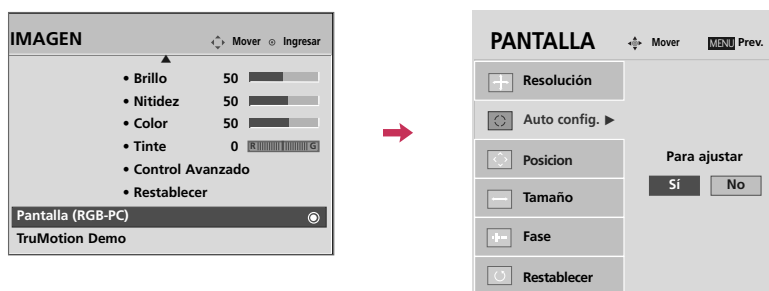 IMAGEN
Mover
Ingresar
• Brillo 50
• Nitidez 50
• Color 50
• Tinte 0 R G
• Control Avanzado
• Restablecer
Pantalla (RGB-PC)
TruMotion Demo
PANTALLA
Mover
MENU Prev.
Resolución
Auto config. ►
Posicion
Tamaño
Fase
Restablecer
Para ajustar
Sí No